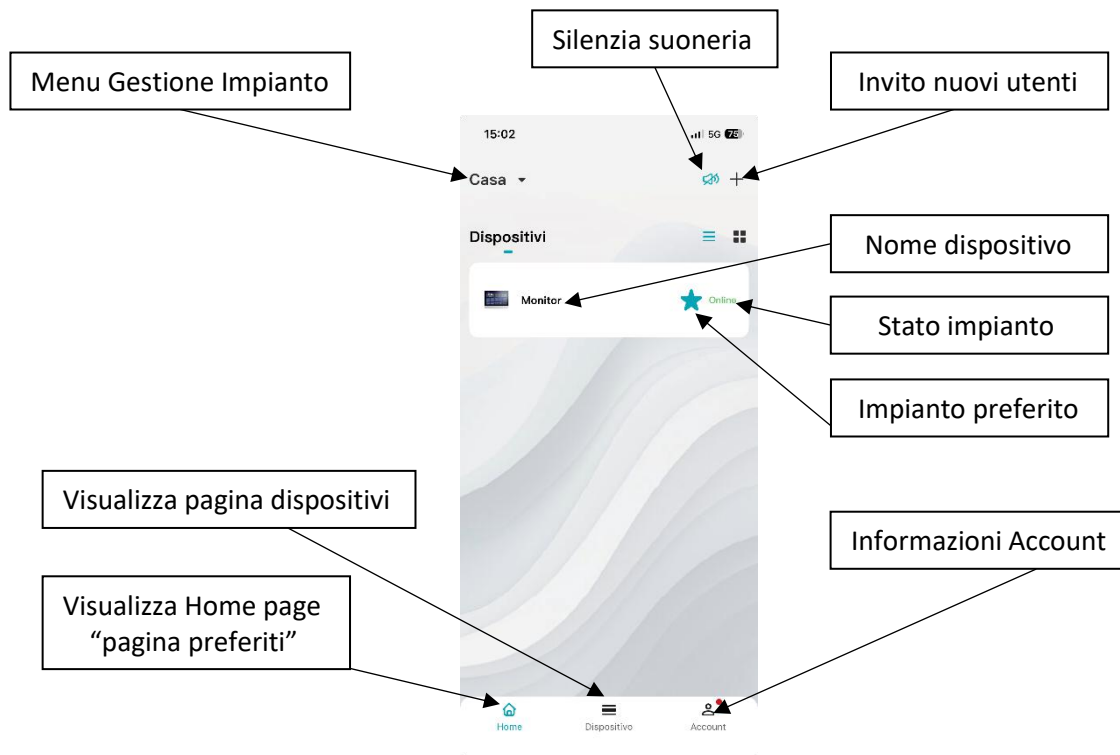 Silenzia suoneria
Menu Gestione Impianto
Invito nuovi utenti
15:02
5G 75
Casa
Dispositivi
Nome dispositivo
Monitor
Online
Stato impianto
Impianto preferito
Visualizza pagina dispositivi
Informazioni Account
Visualizza Home page
“pagina preferiti”
Home
Dispositivo
Account